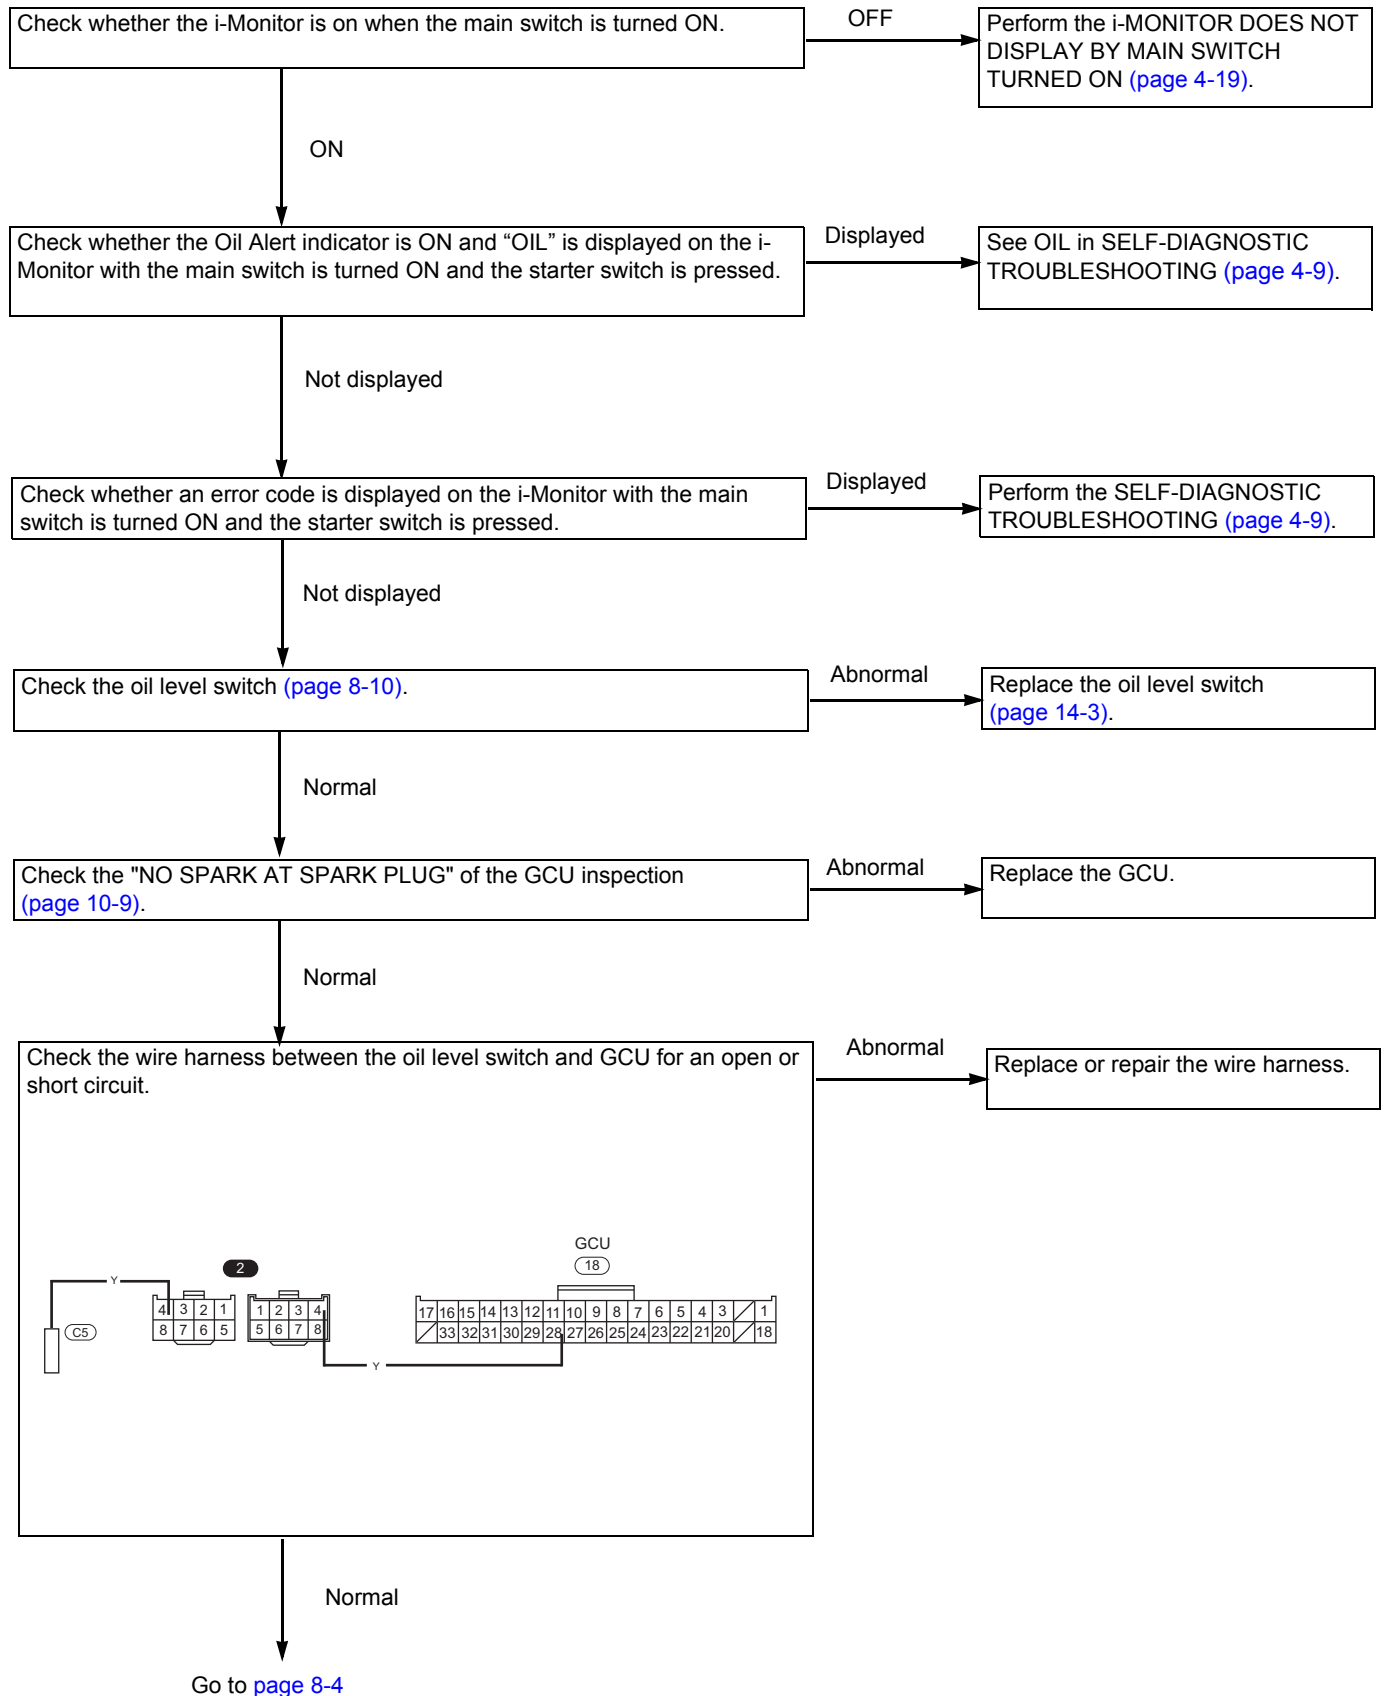 Check whether the i-Monitor is on when the main switch is turned ON.
OFF
Perform the i-MONITOR DOES NOT
DISPLAY BY MAIN SWITCH
TURNED ON (page 4-19).
ON
Check whether the Oil Alert indicator is ON and “OIL” is displayed on the i-
Monitor with the main switch is turned ON and the starter switch is pressed.
Displayed
See OIL in SELF-DIAGNOSTIC
TROUBLESHOOTING (page 4-9).
Not displayed
Check whether an error code is displayed on the i-Monitor with the main
switch is turned ON and the starter switch is pressed.
Displayed
Perform the SELF-DIAGNOSTIC
TROUBLESHOOTING (page 4-9).
Not displayed
Check the oil level switch (page 8-10).
Abnormal
Replace the oil level switch
(page 14-3).
Normal
Check the "NO SPARK AT SPARK PLUG" of the GCU inspection
(page 10-9).
Abnormal
Replace the GCU.
Normal
Check the wire harness between the oil level switch and GCU for an open or
short circuit.
Abnormal
Replace or repair the wire harness.
GCU
18
2
Y
C5
4 3 2 1
8 7 6 5
1 2 3 4
5 6 7 8
17 16 15 14 13 12 11 10 9 8 7 6 5 4 3 1
33 32 31 30 29 28 27 26 25 24 23 22 21 20 18
Y
Normal
Go to page 8-4